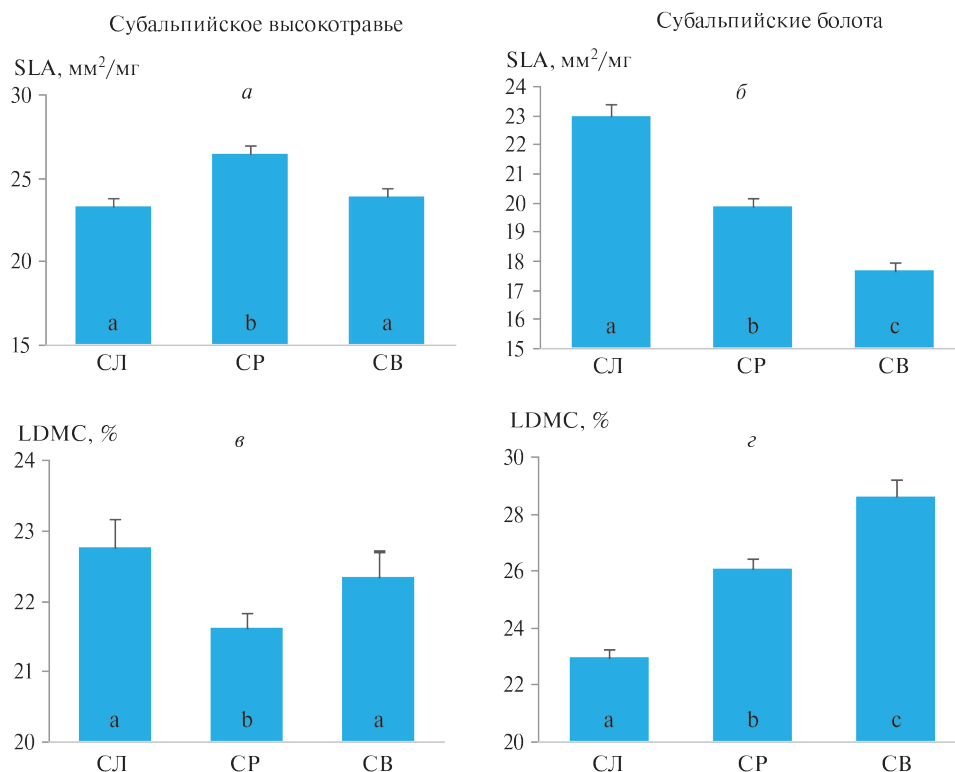 Субальпийское высокотравье
Субальпийские болота
SLA, мм²/мг
а
30
25
20
15
a
b
a
СЛ
СР
СВ
SLA, мм²/мг
б
24
23
22
21
20
19
18
17
16
15
a
b
c
СЛ
СР
СВ
LDMC, %
в
24
23
22
21
20
a
b
a
СЛ
СР
СВ
LDMC, %
г
30
28
26
24
22
20
a
b
c
СЛ
СР
СВ